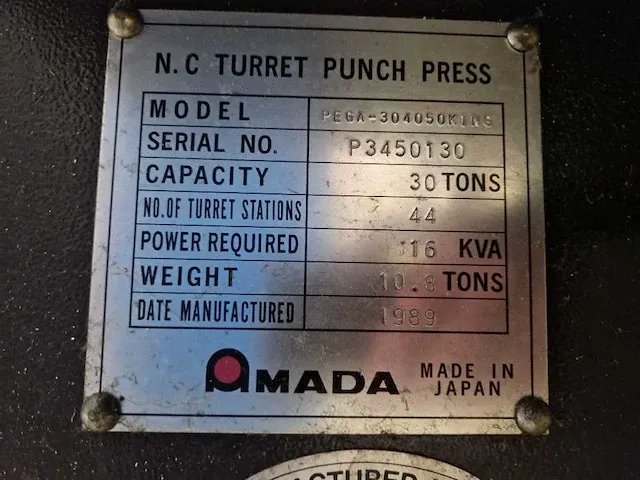 N.C TURRET PUNCH PRESS
MODEL PEGA-304050KING
SERIAL NO. P3450130
CAPACITY 30 TONS
NO.OF TURRET STATIONS 44
POWER REQUIRED 16 KVA
WEIGHT 10.8 TONS
DATE MANUFACTURED 1989
AMADA MADE IN
JAPAN